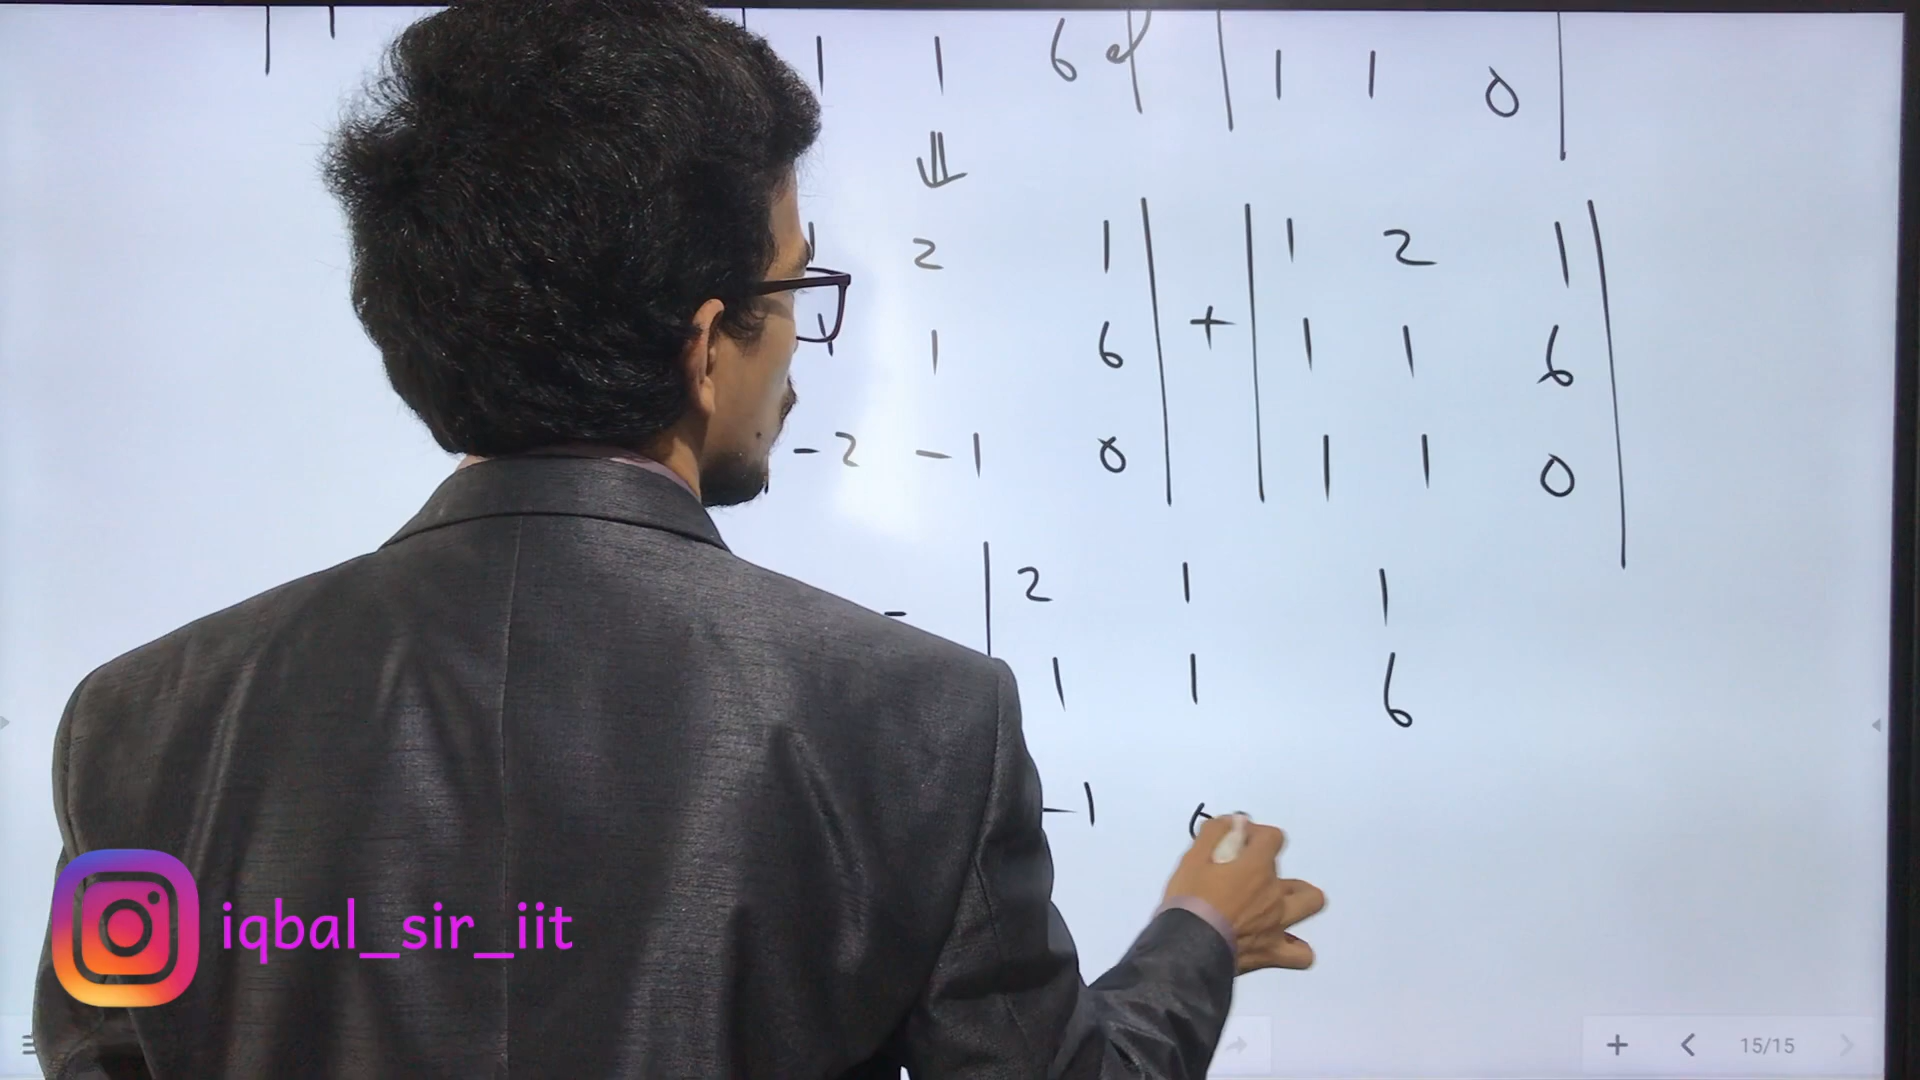 1 1 6 | 1 1 0 |
⇓
2 1 | | 1 2 1 |
1 6 | + | 1 1 6 |
-2 -1 0 | | 1 1 0 |
- | 2 1 1
1 1 6
-1
iqbal_sir_iit
15/15